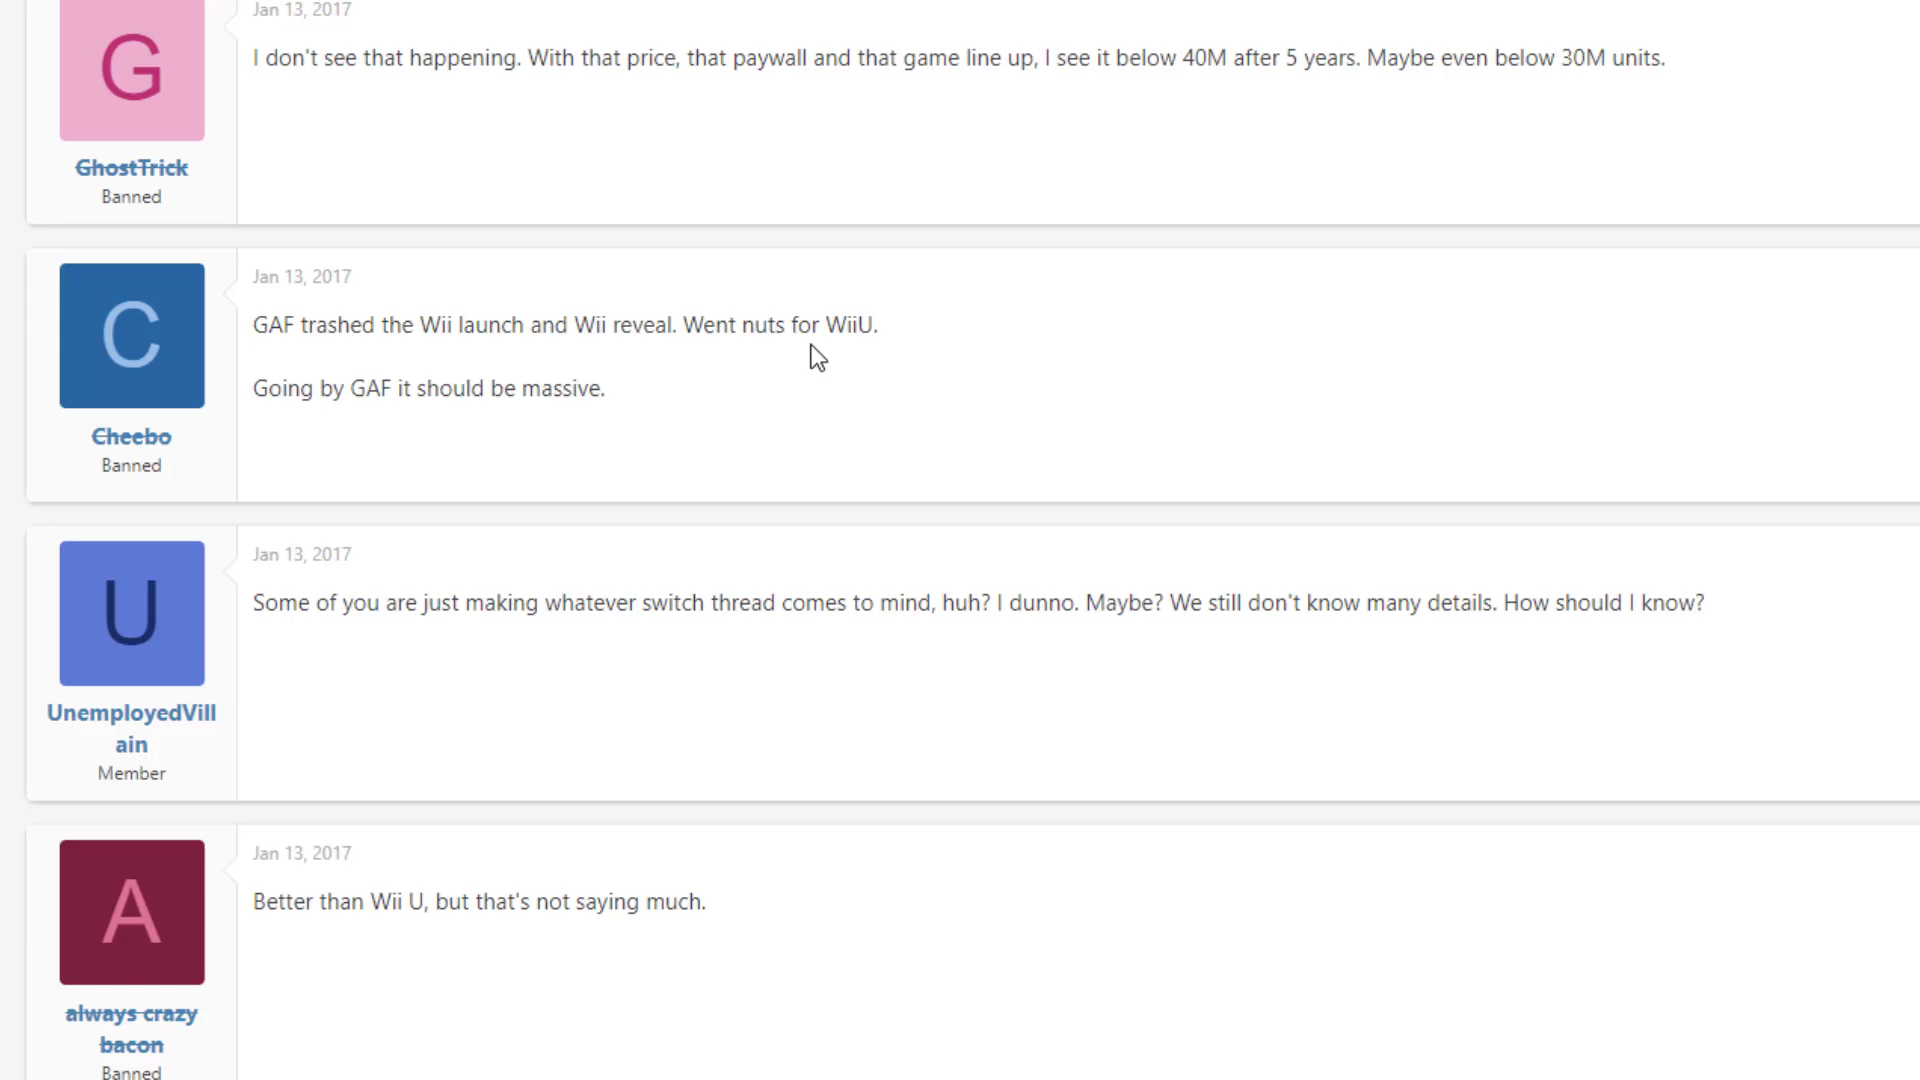 Jan 13, 2017
I don't see that happening. With that price, that paywall and that game line up, I see it below 40M after 5 years. Maybe even below 30M units.
G
GhostTrick
Banned
Jan 13, 2017
GAF trashed the Wii launch and Wii reveal. Went nuts for WiiU.
Going by GAF it should be massive.
C
Cheebo
Banned
Jan 13, 2017
Some of you are just making whatever switch thread comes to mind, huh? I dunno. Maybe? We still don't know many details. How should I know?
U
UnemployedVill
ain
Member
Jan 13, 2017
Better than Wii U, but that's not saying much.
A
always crazy
bacon
Banned